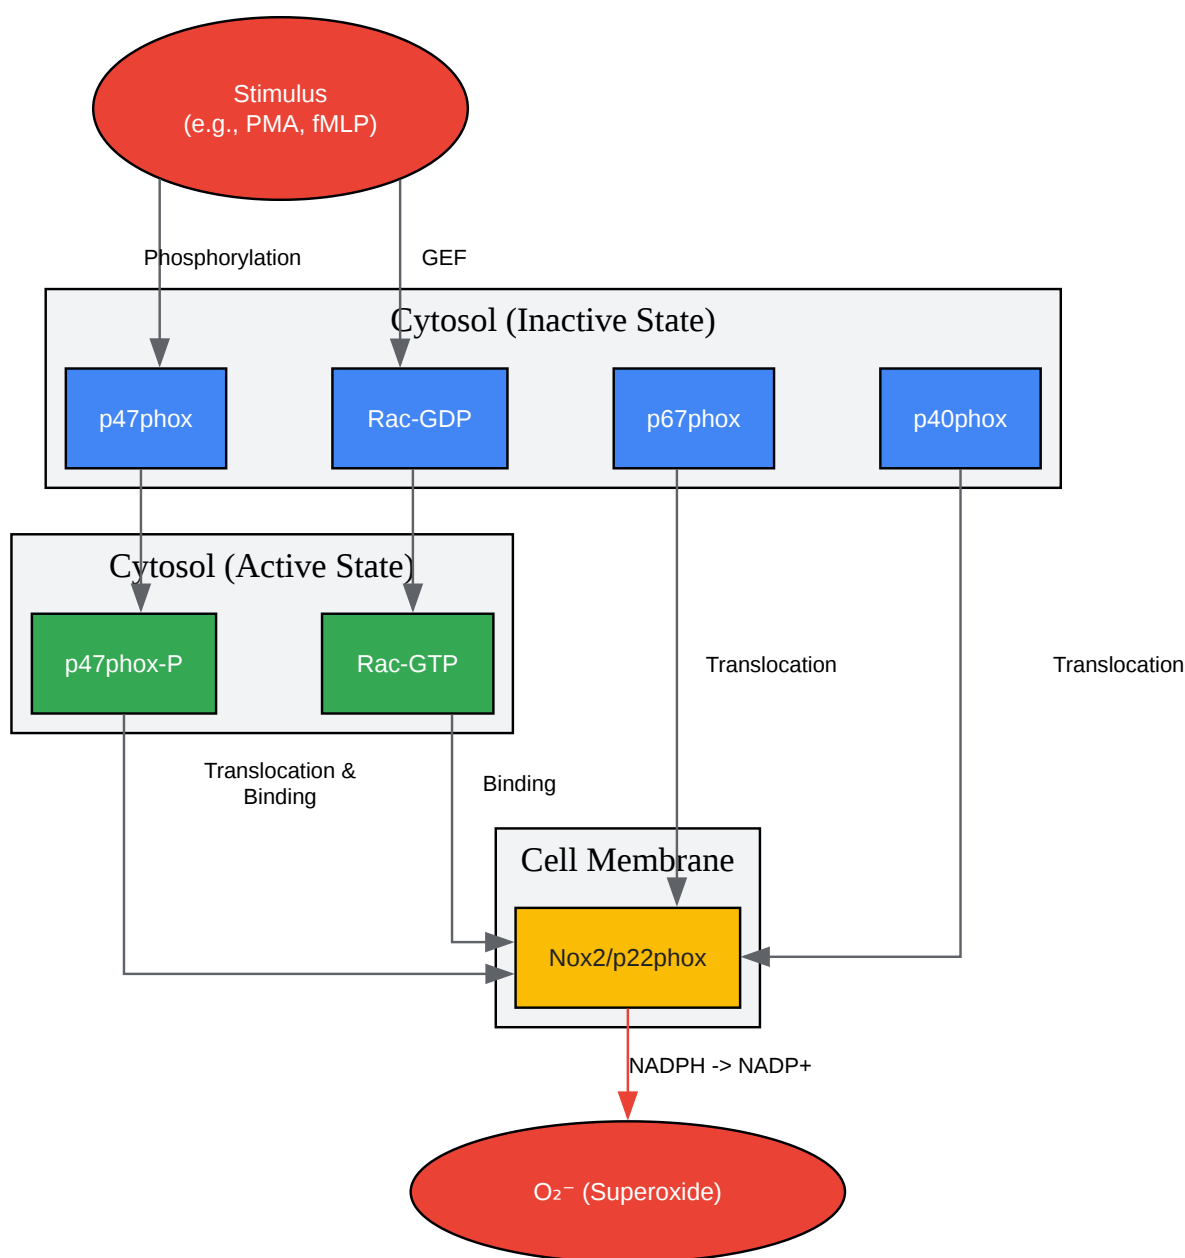 Stimulus
(e.g., PMA, fMLP)
Phosphorylation
GEF
Cytosol (Inactive State)
p47phox
Rac-GDP
p67phox
p40phox
Cytosol (Active State)
p47phox-P
Rac-GTP
Translocation
Translocation
Translocation &
Binding
Binding
Cell Membrane
Nox2/p22phox
NADPH -> NADP+
O₂⁻ (Superoxide)